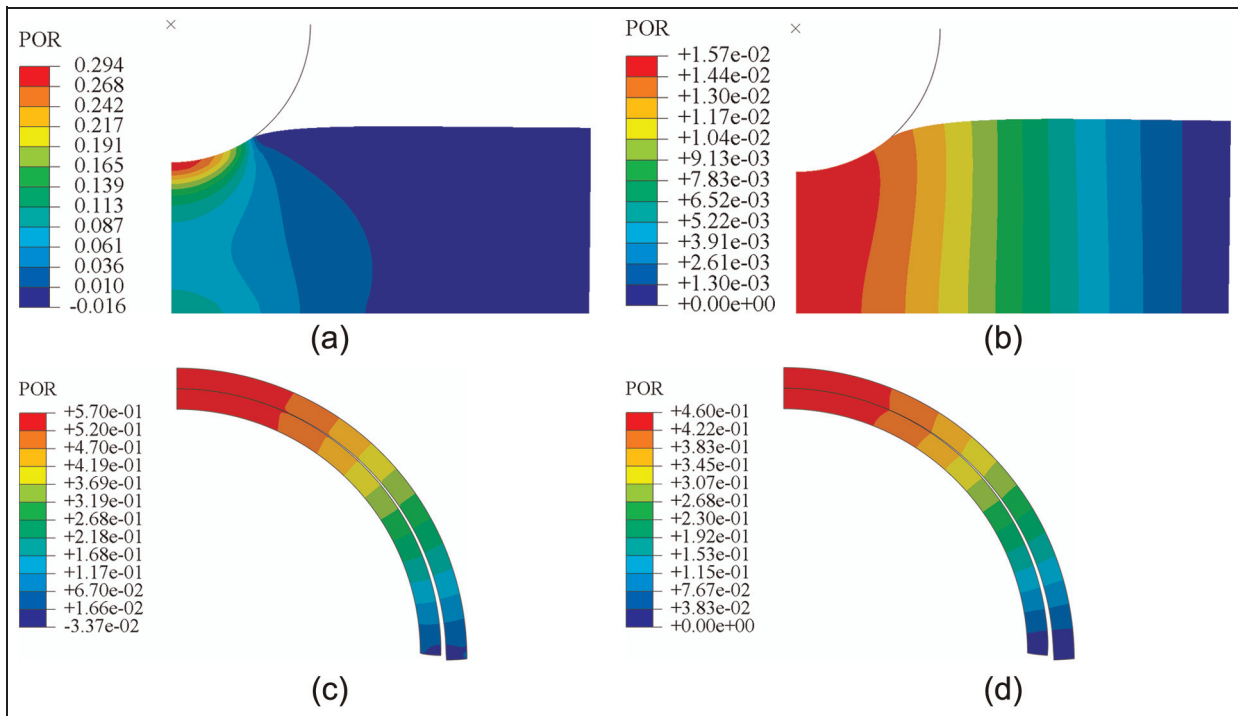 POR
0.294
0.268
0.242
0.217
0.191
0.165
0.139
0.113
0.087
0.061
0.036
0.010
-0.016
(a)
POR
+1.57e-02
+1.44e-02
+1.30e-02
+1.17e-02
+1.04e-02
+9.13e-03
+7.83e-03
+6.52e-03
+5.22e-03
+3.91e-03
+2.61e-03
+1.30e-03
+0.00e+00
(b)
POR
+5.70e-01
+5.20e-01
+4.70e-01
+4.19e-01
+3.69e-01
+3.19e-01
+2.68e-01
+2.18e-01
+1.68e-01
+1.17e-01
+6.70e-02
+1.66e-02
-3.37e-02
(c)
POR
+4.60e-01
+4.22e-01
+3.83e-01
+3.45e-01
+3.07e-01
+2.68e-01
+2.30e-01
+1.92e-01
+1.53e-01
+1.15e-01
+7.67e-02
+3.83e-02
+0.00e+00
(d)